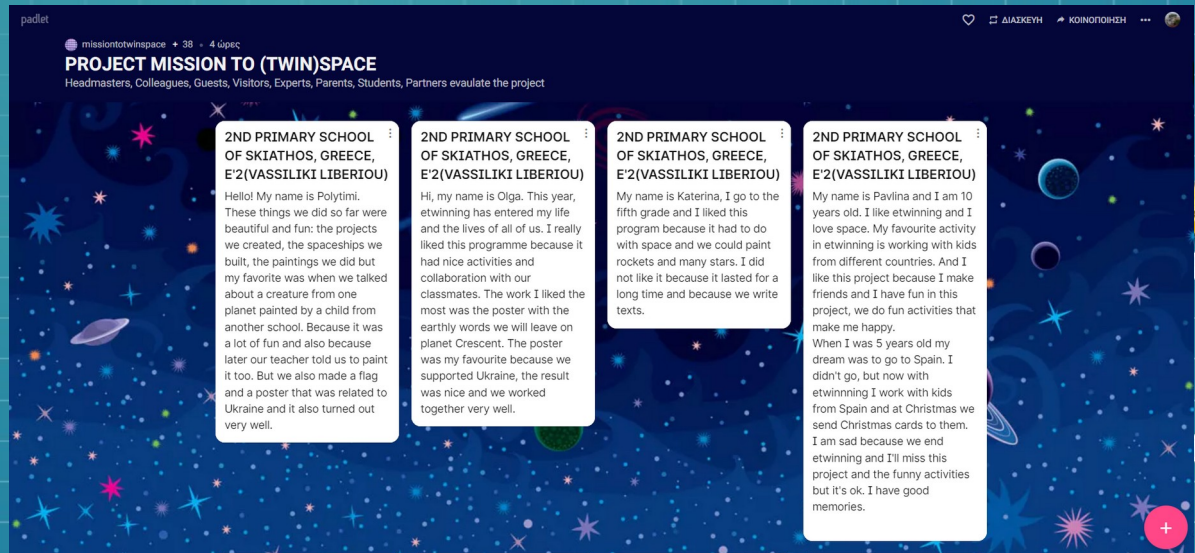 padlet
ΔΙΑΣΚΕΥΗ
ΚΟΙΝΟΠΟΙΗΣΗ
missiontotwinspace + 38 • 4 ώρες
PROJECT MISSION TO (TWIN)SPACE
Headmasters, Colleagues, Guests, Visitors, Experts, Parents, Students, Partners evaulate the project
2ND PRIMARY SCHOOL
OF SKIATHOS, GREECE,
E'2(VASSILIKI LIBERIOU)
Hello! My name is Polytimi.
These things we did so far were
beautiful and fun: the projects
we created, the spaceships we
built, the paintings we did but
my favorite was when we talked
about a creature from one
planet painted by a child from
another school. Because it was
a lot of fun and also because
later our teacher told us to paint
it too. But we also made a flag
and a poster that was related to
Ukraine and it also turned out
very well.
2ND PRIMARY SCHOOL
OF SKIATHOS, GREECE,
E'2(VASSILIKI LIBERIOU)
Hi, my name is Olga. This year,
etwinning has entered my life
and the lives of all of us. I really
liked this programme because it
had nice activities and
collaboration with our
classmates. The work I liked the
most was the poster with the
earthly words we will leave on
planet Crescent. The poster
was my favourite because we
supported Ukraine, the result
was nice and we worked
together very well.
2ND PRIMARY SCHOOL
OF SKIATHOS, GREECE,
E'2(VASSILIKI LIBERIOU)
My name is Katerina, I go to the
fifth grade and I liked this
program because it had to do
with space and we could paint
rockets and many stars. I did
not like it because it lasted for a
long time and because we write
texts.
2ND PRIMARY SCHOOL
OF SKIATHOS, GREECE,
E'2(VASSILIKI LIBERIOU)
My name is Pavlina and I am 10
years old. I like etwinning and I
love space. My favourite activity
in etwinning is working with kids
from different countries. And I
like this project because I make
friends and I have fun in this
project, we do fun activities that
make me happy.
When I was 5 years old my
dream was to go to Spain. I
didn't go, but now with
etwinnning I work with kids
from Spain and at Christmas we
send Christmas cards to them.
I am sad because we end
etwinning and I'll miss this
project and the funny activities
but it's ok. I have good
memories.